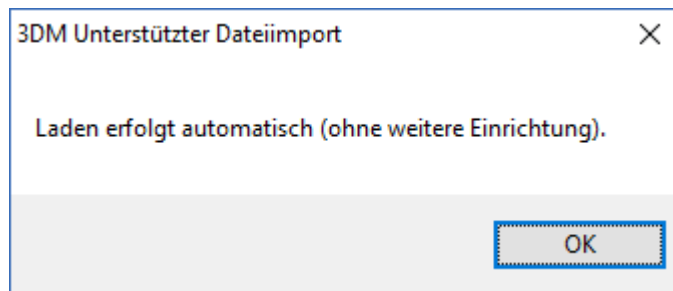 3DM Unterstützter Dateiimport
Laden erfolgt automatisch (ohne weitere Einrichtung).
OK